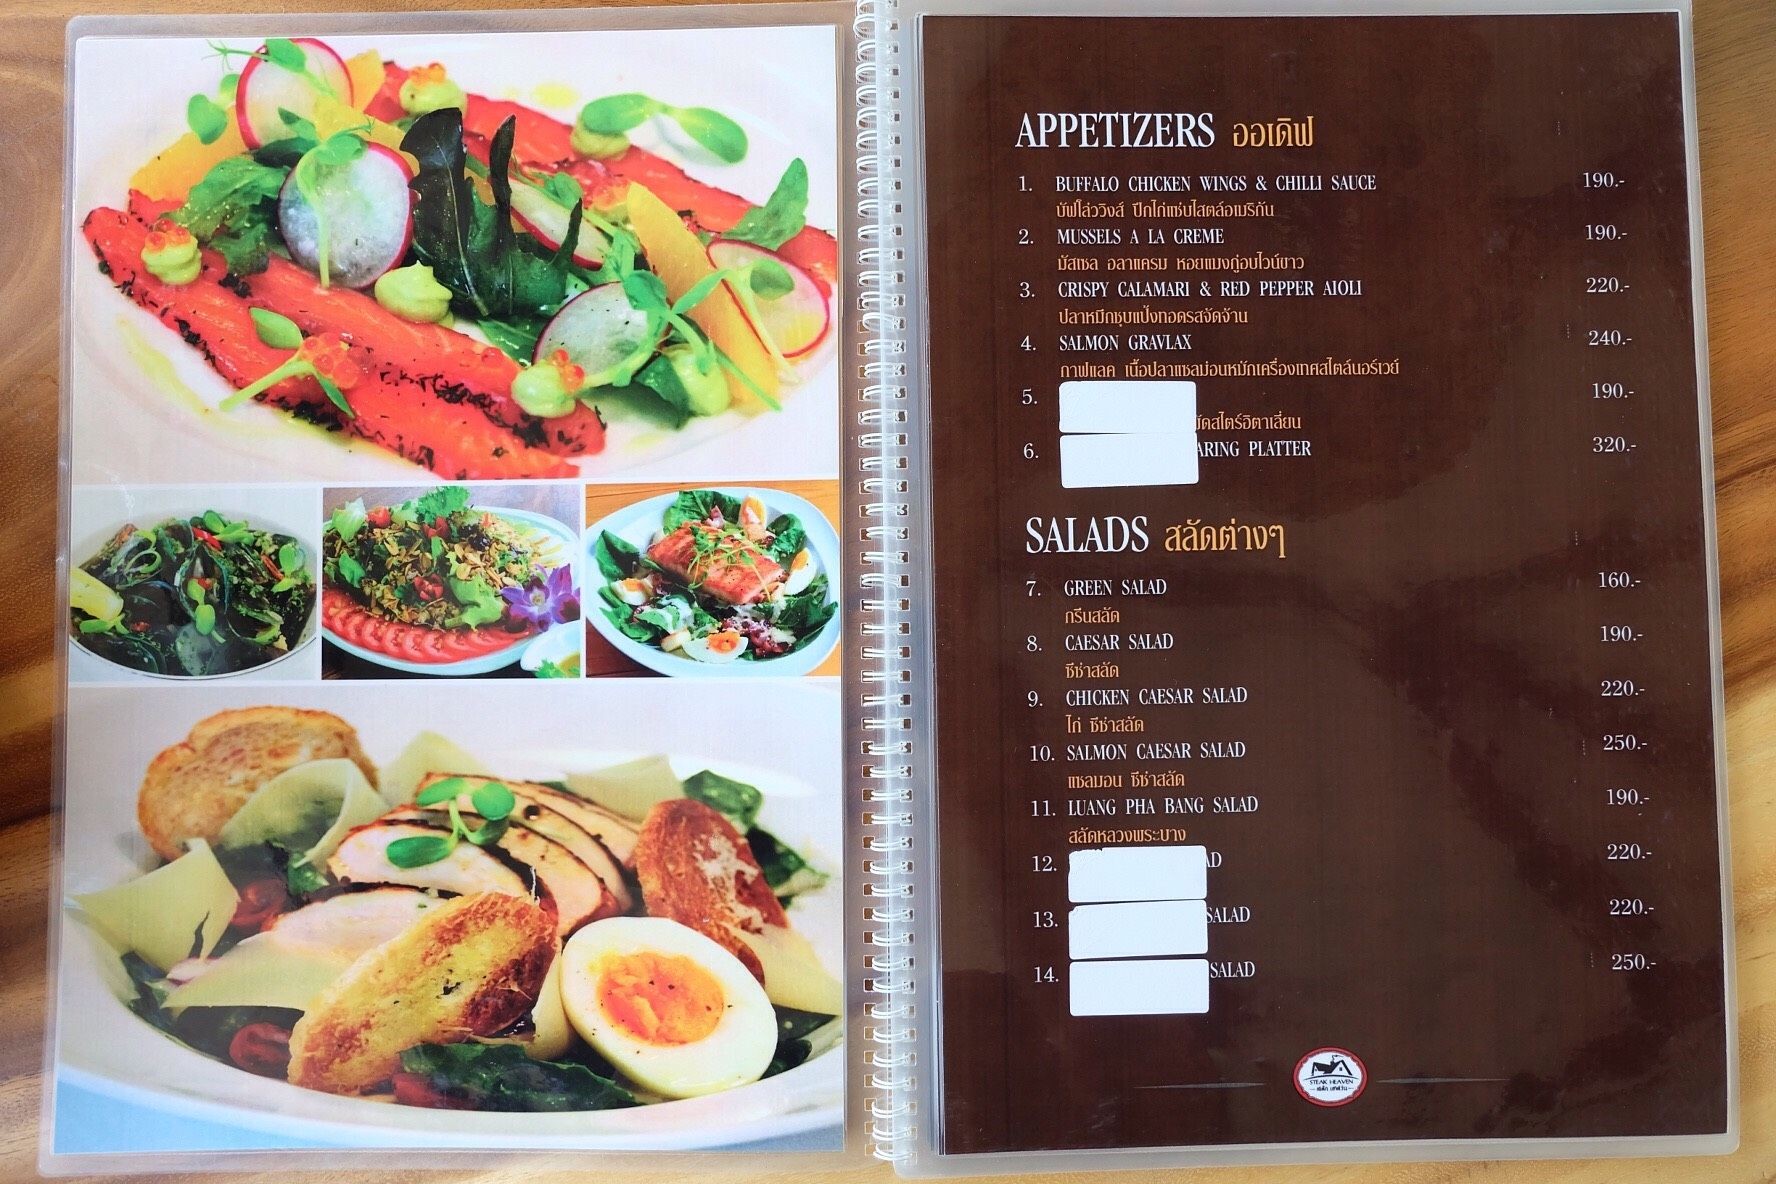 APPETIZERS ออเดิฟ
1. BUFFALO CHICKEN WINGS & CHILLI SAUCE 190.-
บัฟโล่ววิงส์ ปีกไก่แซ่บไสตล์อเมริกัน
2. MUSSELS A LA CREME 190.-
มัสเซล อลาแครม หอยแมงภู่อบไวน์ขาว
3. CRISPY CALAMARI & RED PEPPER AIOLI 220.-
ปลาหมึกชุบแป้งทอดรสจัดจ้าน
4. SALMON GRAVLAX 240.-
กาฟแลค เนื้อปลาแซลม่อนหมักเครื่องเทศสไตล์นอร์เวย์
5. 190.-
สไตร์อิตาเลี่ยน
6. ARING PLATTER 320.-
SALADS สลัดต่างๆ
7. GREEN SALAD 160.-
กรีนสลัด
8. CAESAR SALAD 190.-
ซีซ่าสลัด
9. CHICKEN CAESAR SALAD 220.-
ไก่ ซีซ่าสลัด
10. SALMON CAESAR SALAD 250.-
แซลมอน ซีซ่าสลัด
11. LUANG PHA BANG SALAD 190.-
สลัดหลวงพระบาง
12. AD 220.-
13. SALAD 220.-
14. SALAD 250.-
STEAK HEAVEN